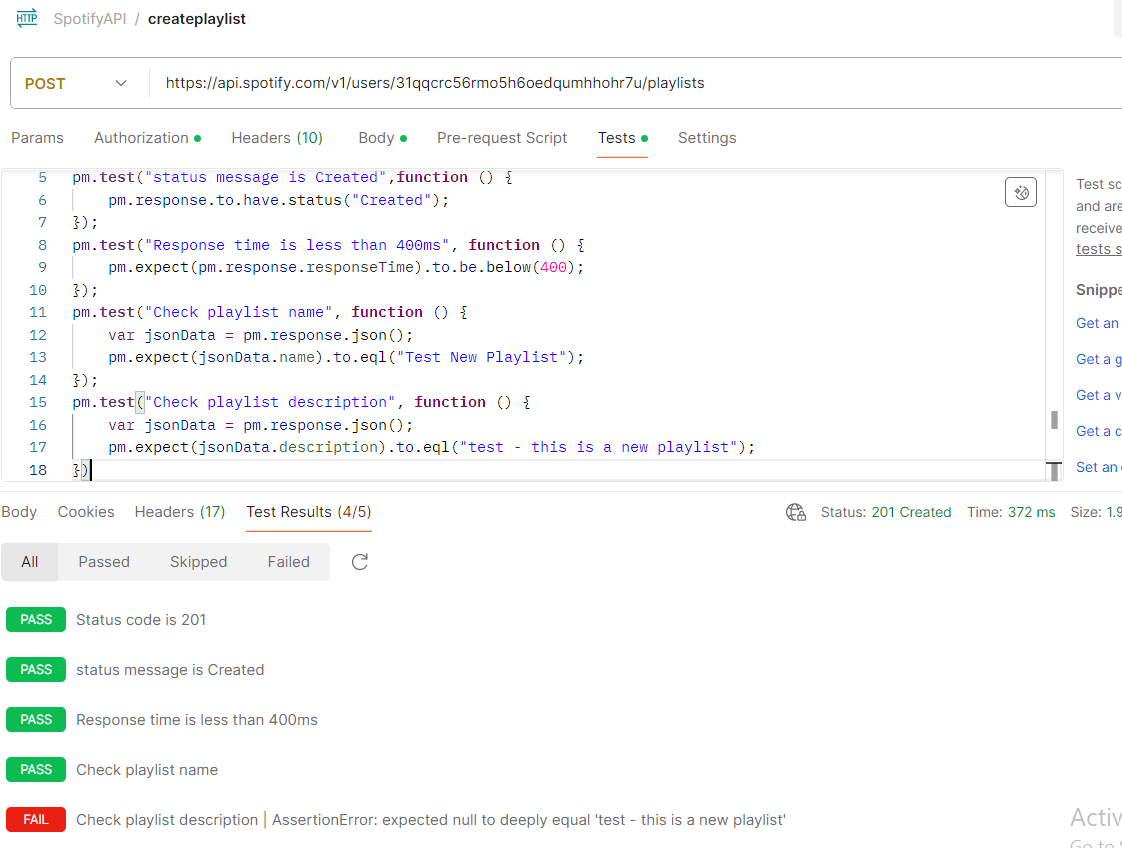 HTTP SpotifyAPI / createplaylist
POST https://api.spotify.com/v1/users/31qqcrc56rmo5h6oedqumhhohr7u/playlists
Params Authorization Headers (10) Body Pre-request Script Tests Settings
5 pm.test("status message is Created",function () {
6 pm.response.to.have.status("Created");
7 });
8 pm.test("Response time is less than 400ms", function () {
9 pm.expect(pm.response.responseTime).to.be.below(400);
10 });
11 pm.test("Check playlist name", function () {
12 var jsonData = pm.response.json();
13 pm.expect(jsonData.name).to.eql("Test New Playlist");
14 });
15 pm.test("Check playlist description", function () {
16 var jsonData = pm.response.json();
17 pm.expect(jsonData.description).to.eql("test - this is a new playlist");
18 })
Test sc
and are
receive
tests s
Snippe
Get an
Get a g
Get a v
Get a c
Set an
Body Cookies Headers (17) Test Results (4/5) Status: 201 Created Time: 372 ms Size: 1.9
All Passed Skipped Failed
PASS Status code is 201
PASS status message is Created
PASS Response time is less than 400ms
PASS Check playlist name
FAIL Check playlist description | AssertionError: expected null to deeply equal 'test - this is a new playlist'
Activ
Go to